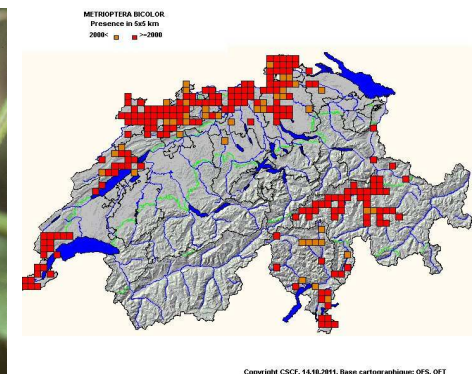 METRIOPTERA BICOLOR
Presence in 5x5 km
2000< >=2000
Copyright CSCF, 14.10.2011, Base cartographique: OFS, OFT